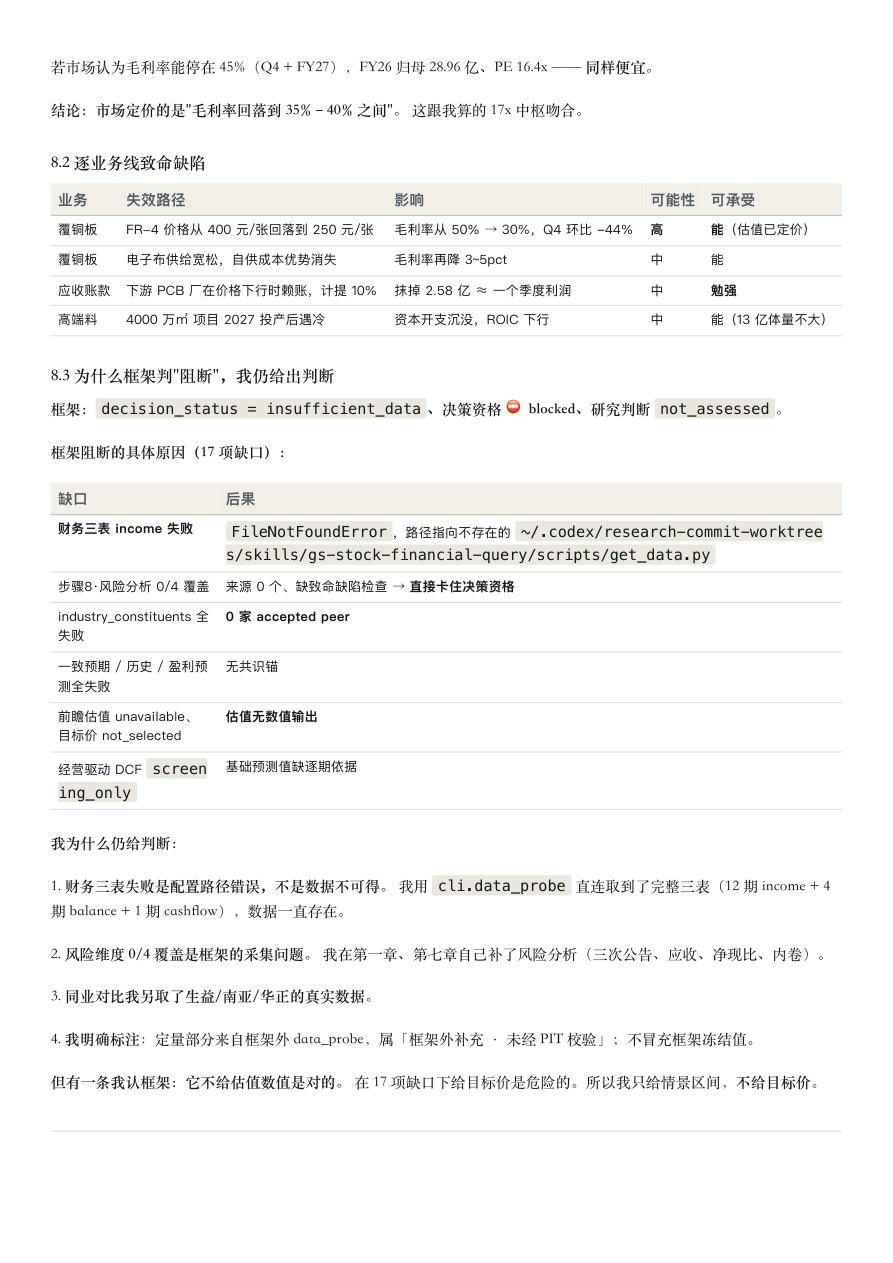 若市场认为毛利率能停在 45%（Q4 + FY27），FY26 归母 28.96 亿、PE 16.4x —— 同样便宜。
结论：市场定价的是"毛利率回落到 35% – 40% 之间"。 这跟我算的 17x 中枢吻合。
8.2 逐业务线致命缺陷
业务 失效路径 影响 可能性 可承受
覆铜板 FR-4 价格从 400 元/张回落到 250 元/张 毛利率从 50% → 30%，Q4 环比 -44% 高 能（估值已定价）
覆铜板 电子布供给宽松，自供成本优势消失 毛利率再降 3~5pct 中 能
应收账款 下游 PCB 厂在价格下行时赖账，计提 10% 抹掉 2.58 亿 ≈ 一个季度利润 中 勉强
高端料 4000 万㎡ 项目 2027 投产后遇冷 资本开支沉没，ROIC 下行 中 能（13 亿体量不大）
8.3 为什么框架判"阻断"，我仍给出判断
框架： decision_status = insufficient_data 、决策资格 ⛔ blocked、研究判断 not_assessed 。
框架阻断的具体原因（17 项缺口）：
缺口 后果
财务三表 income 失败 FileNotFoundError ，路径指向不存在的 ~/.codex/research-commit-worktree
s/skills/gs-stock-financial-query/scripts/get_data.py
步骤8·风险分析 0/4 覆盖 来源 0 个、缺致命缺陷检查 → 直接卡住决策资格
industry_constituents 全 0 家 accepted peer
失败
一致预期 / 历史 / 盈利预 无共识锚
测全失败
前瞻估值 unavailable、 估值无数值输出
目标价 not_selected
经营驱动 DCF screen 基础预测值缺逐期依据
ing_only
我为什么仍给判断：
1. 财务三表失败是配置路径错误，不是数据不可得。 我用 cli.data_probe 直连取到了完整三表（12 期 income + 4
期 balance + 1 期 cashflow），数据一直存在。
2. 风险维度 0/4 覆盖是框架的采集问题。 我在第一章、第七章自己补了风险分析（三次公告、应收、净现比、内卷）。
3. 同业对比我另取了生益/南亚/华正的真实数据。
4. 我明确标注：定量部分来自框架外 data_probe，属「框架外补充 · 未经 PIT 校验」；不冒充框架冻结值。
但有一条我认框架：它不给估值数值是对的。 在 17 项缺口下给目标价是危险的。所以我只给情景区间，不给目标价。